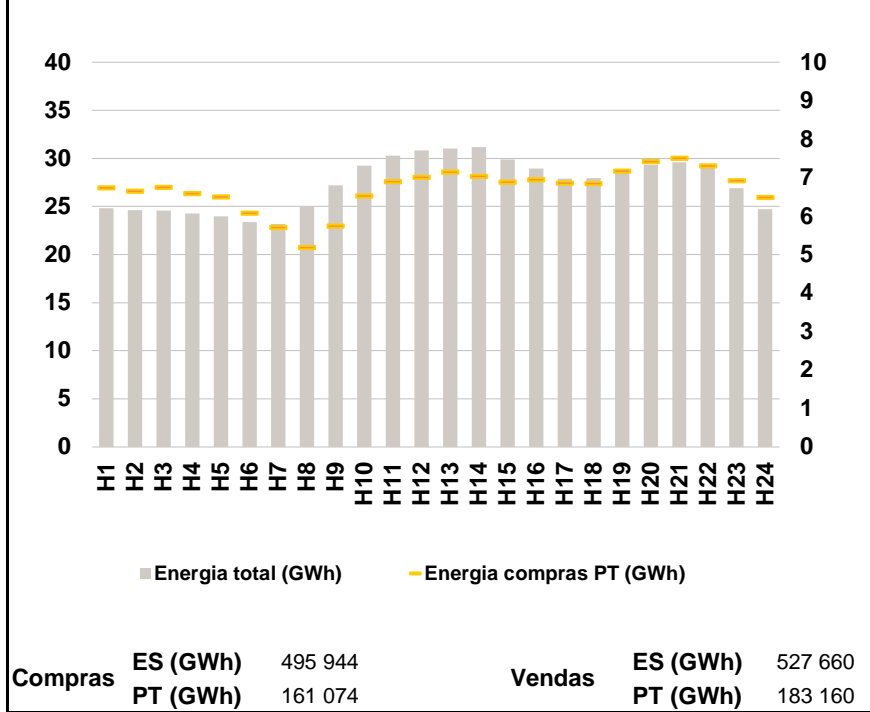 40
35
30
25
20
15
10
5
0
10
9
8
7
6
5
4
3
2
1
0
H1 H2 H3 H4 H5 H6 H7 H8 H9 H10 H11 H12 H13 H14 H15 H16 H17 H18 H19 H20 H21 H22 H23 H24
Energia total (GWh) Energia compras PT (GWh)
Compras
ES (GWh) 495 944
PT (GWh) 161 074
Vendas
ES (GWh) 527 660
PT (GWh) 183 160